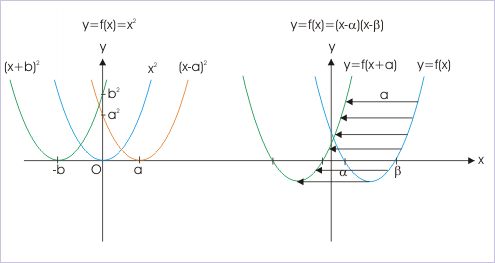 y=f(x)=x²
y=f(x)=(x-α)(x-β)
y
y
(x+b)²
x²
(x-a)²
y=f(x+a)
y=f(x)
b²
a²
a
x
-b
O
a
α
β